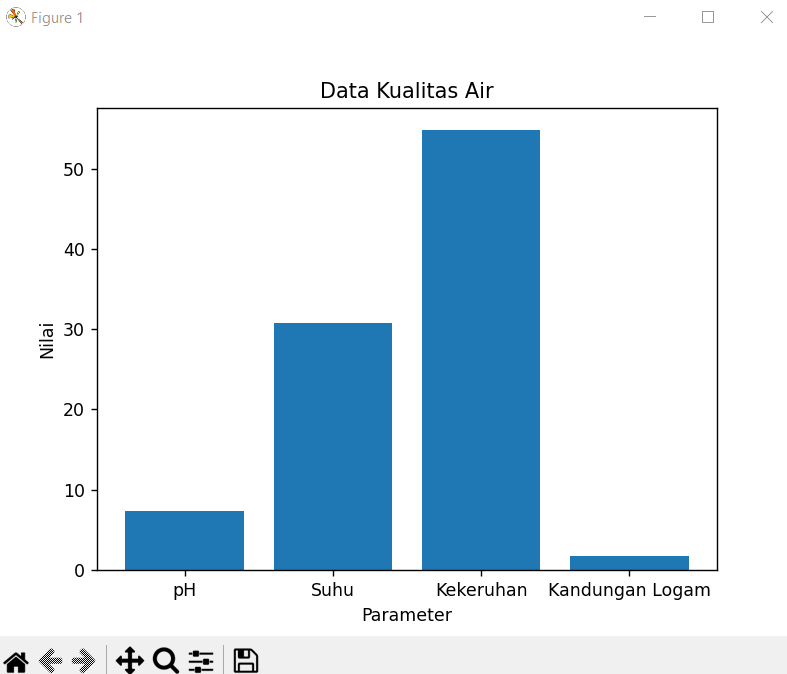 Figure 1
Data Kualitas Air
50
40
30
20
10
0
Nilai
pH Suhu Kekeruhan Kandungan Logam
Parameter